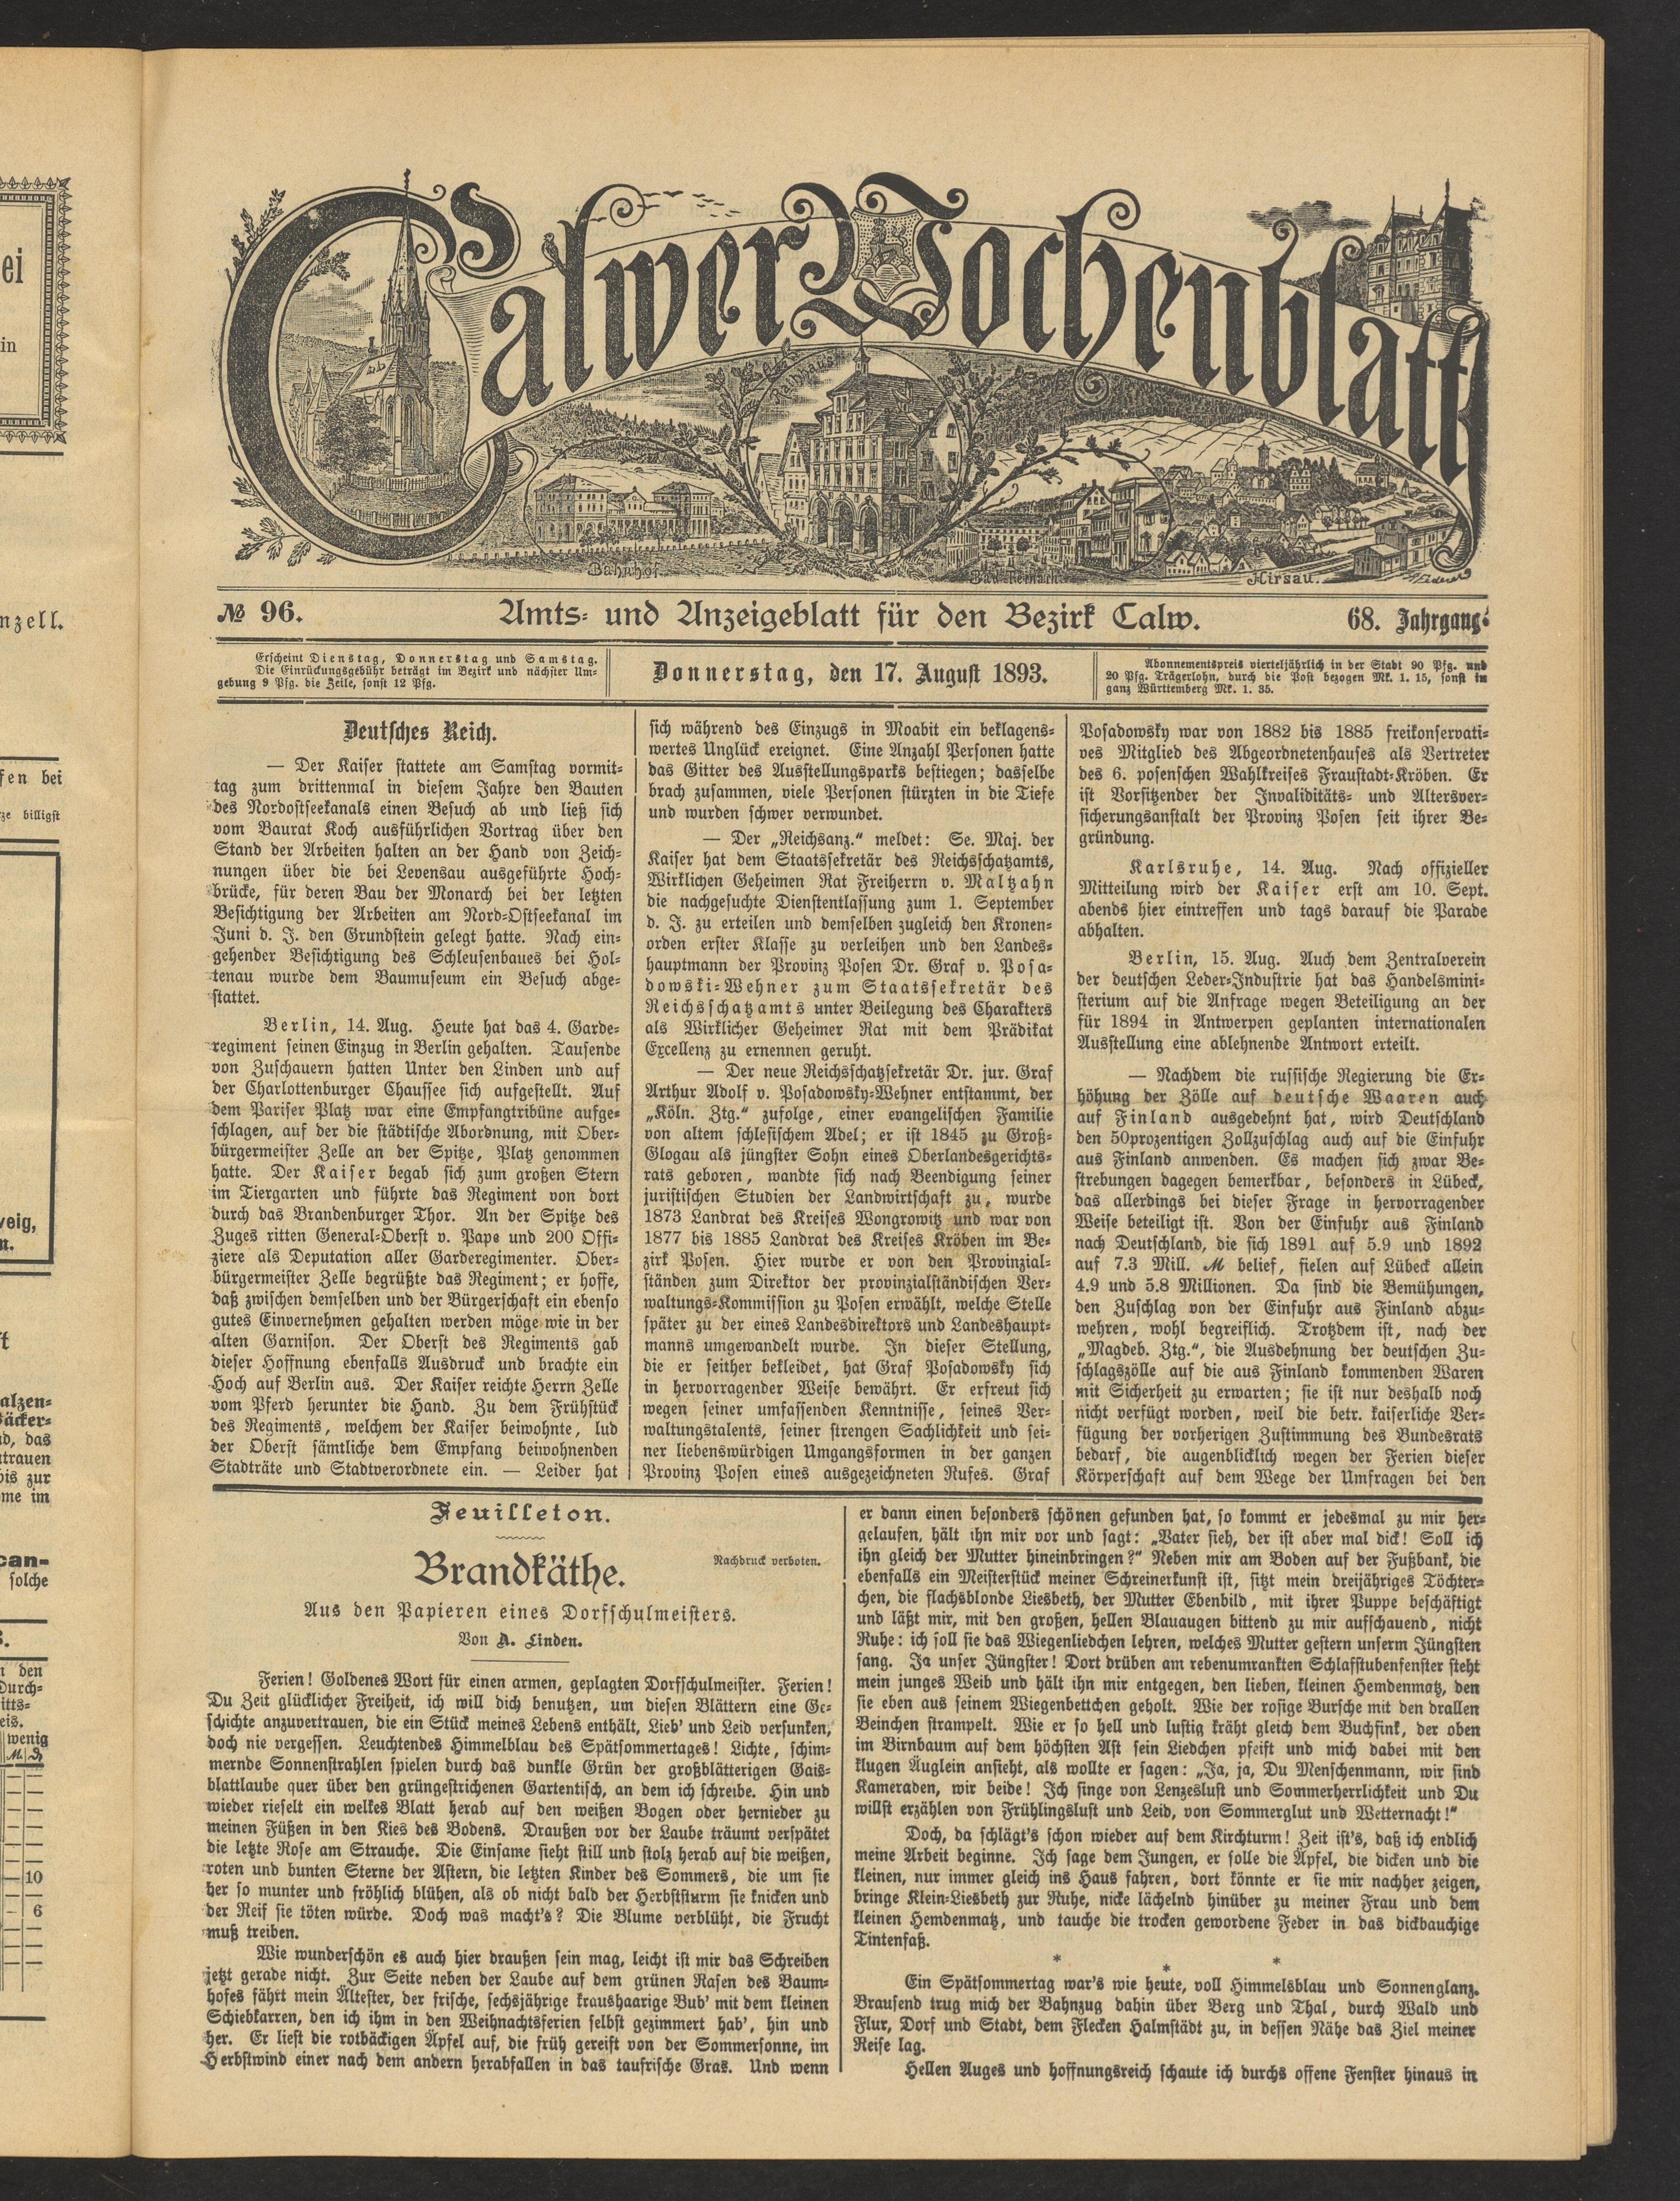 Calwer Wochenblatt
Rathhaus
Bahnhof.
Hirsau.
№ 96.
Amts- und Anzeigeblatt für den Bezirk Calw.
68. Jahrgang.
Erscheint Dienstag, Donnerstag und Samstag.
Die Einrückungsgebühr beträgt im Bezirk und nächster Um-
gebung 9 Pfg. die Zeile, sonst 12 Pfg.
Donnerstag, den 17. August 1893.
Abonnementspreis vierteljährlich in der Stadt 90 Pfg. und
20 Pfg. Trägerlohn, durch die Post bezogen Mk. 1. 15, sonst in
ganz Württemberg Mk. 1. 35.
Deutsches Reich.
— Der Kaiser stattete am Samstag vormit-
tag zum drittenmal in diesem Jahre den Bauten
des Nordostseekanals einen Besuch ab und ließ sich
vom Baurat Koch ausführlichen Vortrag über den
Stand der Arbeiten halten an der Hand von Zeich-
nungen über die bei Levensau ausgeführte Hoch-
brücke, für deren Bau der Monarch bei der letzten
Besichtigung der Arbeiten am Nord-Ostseekanal im
Juni d. J. den Grundstein gelegt hatte. Nach ein-
gehender Besichtigung des Schleusenbaues bei Hol-
tenau wurde dem Baumuseum ein Besuch abge-
stattet.
Berlin, 14. Aug. Heute hat das 4. Garde-
regiment seinen Einzug in Berlin gehalten. Tausende
von Zuschauern hatten Unter den Linden und auf
der Charlottenburger Chaussee sich aufgestellt. Auf
dem Pariser Platz war eine Empfangtribüne aufge-
schlagen, auf der die städtische Abordnung, mit Ober-
bürgermeister Zelle an der Spitze, Platz genommen
hatte. Der Kaiser begab sich zum großen Stern
im Tiergarten und führte das Regiment von dort
durch das Brandenburger Thor. An der Spitze des
Zuges ritten General-Oberst v. Pape und 200 Offi-
ziere als Deputation aller Garderegimenter. Ober-
bürgermeister Zelle begrüßte das Regiment; er hoffe,
daß zwischen demselben und der Bürgerschaft ein ebenso
gutes Einvernehmen gehalten werden möge wie in der
alten Garnison. Der Oberst des Regiments gab
dieser Hoffnung ebenfalls Ausdruck und brachte ein
Hoch auf Berlin aus. Der Kaiser reichte Herrn Zelle
vom Pferd herunter die Hand. Zu dem Frühstück
des Regiments, welchem der Kaiser beiwohnte, lud
der Oberst sämtliche dem Empfang beiwohnenden
Stadträte und Stadtverordnete ein. — Leider hat
sich während des Einzugs in Moabit ein beklagens-
wertes Unglück ereignet. Eine Anzahl Personen hatte
das Gitter des Ausstellungsparks bestiegen; dasselbe
brach zusammen, viele Personen stürzten in die Tiefe
und wurden schwer verwundet.
— Der „Reichsanz.“ meldet: Se. Maj. der
Kaiser hat dem Staatssekretär des Reichsschatzamts,
Wirklichen Geheimen Rat Freiherrn v. Maltzahn
die nachgesuchte Dienstentlassung zum 1. September
d. J. zu erteilen und demselben zugleich den Kronen-
orden erster Klasse zu verleihen und den Landes-
hauptmann der Provinz Posen Dr. Graf v. Posa-
dowski-Wehner zum Staatssekretär des
Reichsschatzamts unter Beilegung des Charakters
als Wirklicher Geheimer Rat mit dem Prädikat
Excellenz zu ernennen geruht.
— Der neue Reichsschatzsekretär Dr. jur. Graf
Arthur Adolf v. Posadowsky-Wehner entstammt, der
„Köln. Ztg.“ zufolge, einer evangelischen Familie
von altem schlesischem Adel; er ist 1845 zu Groß-
Glogau als jüngster Sohn eines Oberlandesgerichts-
rats geboren, wandte sich nach Beendigung seiner
juristischen Studien der Landwirtschaft zu, wurde
1873 Landrat des Kreises Wongrowitz und war von
1877 bis 1885 Landrat des Kreises Kröben im Be-
zirk Posen. Hier wurde er von den Provinzial-
ständen zum Direktor der provinzialständischen Ver-
waltungs-Kommission zu Posen erwählt, welche Stelle
später zu der eines Landesdirektors und Landeshaupt-
manns umgewandelt wurde. In dieser Stellung,
die er seither bekleidet, hat Graf Posadowsky sich
in hervorragender Weise bewährt. Er erfreut sich
wegen seiner umfassenden Kenntnisse, seines Ver-
waltungstalents, seiner strengen Sachlichkeit und sei-
ner liebenswürdigen Umgangsformen in der ganzen
Provinz Posen eines ausgezeichneten Rufes. Graf
Posadowsky war von 1882 bis 1885 freikonservati-
ves Mitglied des Abgeordnetenhauses als Vertreter
des 6. posenschen Wahlkreises Fraustadt-Kröben. Er
ist Vorsitzender der Invaliditäts- und Altersver-
sicherungsanstalt der Provinz Posen seit ihrer Be-
gründung.
Karlsruhe, 14. Aug. Nach offizieller
Mitteilung wird der Kaiser erst am 10. Sept.
abends hier eintreffen und tags darauf die Parade
abhalten.
Berlin, 15. Aug. Auch dem Zentralverein
der deutschen Leder-Industrie hat das Handelsmini-
sterium auf die Anfrage wegen Beteiligung an der
für 1894 in Antwerpen geplanten internationalen
Ausstellung eine ablehnende Antwort erteilt.
— Nachdem die russische Regierung die Er-
höhung der Zölle auf deutsche Waaren auch
auf Finland ausgedehnt hat, wird Deutschland
den 50prozentigen Zollzuschlag auch auf die Einfuhr
aus Finland anwenden. Es machen sich zwar Be-
strebungen dagegen bemerkbar, besonders in Lübeck,
das allerdings bei dieser Frage in hervorragender
Weise beteiligt ist. Von der Einfuhr aus Finland
nach Deutschland, die sich 1891 auf 5.9 und 1892
auf 7.3 Mill. M belief, fielen auf Lübeck allein
4.9 und 5.8 Millionen. Da sind die Bemühungen,
den Zuschlag von der Einfuhr aus Finland abzu-
wehren, wohl begreiflich. Trotzdem ist, nach der
„Magdeb. Ztg.“, die Ausdehnung der deutschen Zu-
schlagszölle auf die aus Finland kommenden Waren
mit Sicherheit zu erwarten; sie ist nur deshalb noch
nicht verfügt worden, weil die betr. kaiserliche Ver-
fügung der vorherigen Zustimmung des Bundesrats
bedarf, die augenblicklich wegen der Ferien dieser
Körperschaft auf dem Wege der Umfragen bei den
Feuilleton.
Nachdruck verboten.
Brandkäthe.
Aus den Papieren eines Dorfschulmeisters.
Von A. Linden.
Ferien! Goldenes Wort für einen armen, geplagten Dorfschulmeister. Ferien!
Du Zeit glücklicher Freiheit, ich will dich benutzen, um diesen Blättern eine Ge-
schichte anzuvertrauen, die ein Stück meines Lebens enthält, Lieb' und Leid versunken,
doch nie vergessen. Leuchtendes Himmelblau des Spätsommertages! Lichte, schim-
mernde Sonnenstrahlen spielen durch das dunkle Grün der großblätterigen Gais-
blattlaube quer über den grüngestrichenen Gartentisch, an dem ich schreibe. Hin und
wieder rieselt ein welkes Blatt herab auf den weißen Bogen oder hernieder zu
meinen Füßen in den Kies des Bodens. Draußen vor der Laube träumt verspätet
die letzte Rose am Strauche. Die Einsame sieht still und stolz herab auf die weißen,
roten und bunten Sterne der Astern, die letzten Kinder des Sommers, die um sie
her so munter und fröhlich blühen, als ob nicht bald der Herbststurm sie knicken und
der Reif sie töten würde. Doch was macht's? Die Blume verblüht, die Frucht
muß treiben.
Wie wunderschön es auch hier draußen sein mag, leicht ist mir das Schreiben
jetzt gerade nicht. Zur Seite neben der Laube auf dem grünen Rasen des Baum-
hofes fährt mein Ältester, der frische, sechsjährige kraushaarige Bub' mit dem kleinen
Schiebkarren, den ich ihm in den Weihnachtsferien selbst gezimmert hab', hin und
her. Er liest die rotbäckigen Äpfel auf, die früh gereift von der Sommersonne, im
Herbstwind einer nach dem andern herabfallen in das taufrische Gras. Und wenn
er dann einen besonders schönen gefunden hat, so kommt er jedesmal zu mir her-
gelaufen, hält ihn mir vor und sagt: „Vater sieh, der ist aber mal dick! Soll ich
ihn gleich der Mutter hineinbringen?“ Neben mir am Boden auf der Fußbank, die
ebenfalls ein Meisterstück meiner Schreinerkunst ist, sitzt mein dreijähriges Töchter-
chen, die flachsblonde Liesbeth, der Mutter Ebenbild, mit ihrer Puppe beschäftigt
und läßt mir, mit den großen, hellen Blauaugen bittend zu mir aufschauend, nicht
Ruhe: ich soll sie das Wiegenliedchen lehren, welches Mutter gestern unserm Jüngsten
sang. Ja unser Jüngster! Dort drüben am rebenumrankten Schlafstubenfenster steht
mein junges Weib und hält ihn mir entgegen, den lieben, kleinen Hemdenmatz, den
sie eben aus seinem Wiegenbettchen geholt. Wie der rosige Bursche mit den drallen
Beinchen strampelt. Wie er so hell und lustig kräht gleich dem Buchfink, der oben
im Birnbaum auf dem höchsten Ast sein Liedchen pfeift und mich dabei mit den
klugen Äuglein ansieht, als wollte er sagen: „Ja, ja, Du Menschenmann, wir sind
Kameraden, wir beide! Ich singe von Lenzeslust und Sommerherrlichkeit und Du
willst erzählen von Frühlingslust und Leid, von Sommerglut und Wetternacht!“
Doch, da schlägt's schon wieder auf dem Kirchturm! Zeit ist's, daß ich endlich
meine Arbeit beginne. Ich sage dem Jungen, er solle die Äpfel, die dicken und die
kleinen, nur immer gleich ins Haus fahren, dort könnte er sie mir nachher zeigen,
bringe Klein-Liesbeth zur Ruhe, nicke lächelnd hinüber zu meiner Frau und dem
kleinen Hemdenmatz, und tauche die trocken gewordene Feder in das dickbauchige
Tintenfaß.
* * *
Ein Spätsommertag war's wie heute, voll Himmelsblau und Sonnenglanz.
Brausend trug mich der Bahnzug dahin über Berg und Thal, durch Wald und
Flur, Dorf und Stadt, dem Flecken Halmstädt zu, in dessen Nähe das Ziel meiner
Reise lag.
Hellen Auges und hoffnungsreich schaute ich durchs offene Fenster hinaus in
ei
in
nzell.
fen bei
ze billigst
veig,
n.
ft
alzen-
Bäcker-
d, das
trauen
bis zur
me im
can-
solche
den
Durch-
itts-
eis.
wenig
10
6